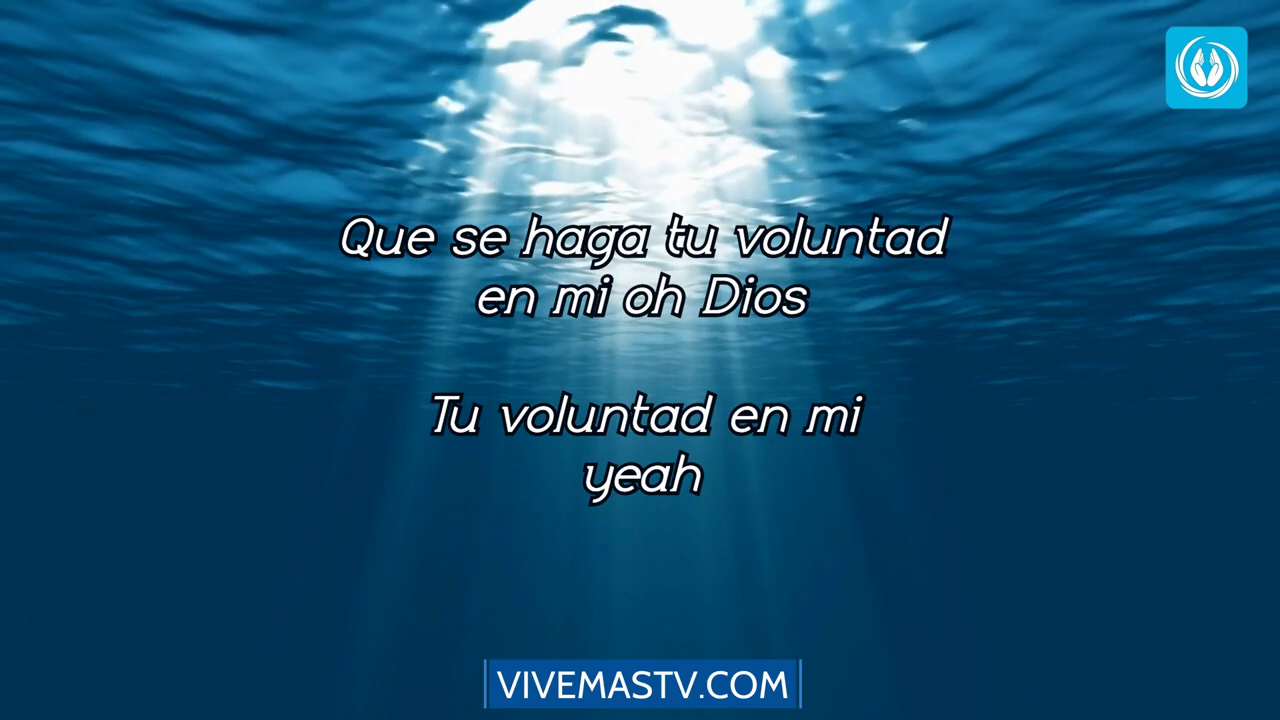 Que se haga tu voluntad
en mi oh Dios
Tu voluntad en mi
yeah
VIVEMASTV.COM